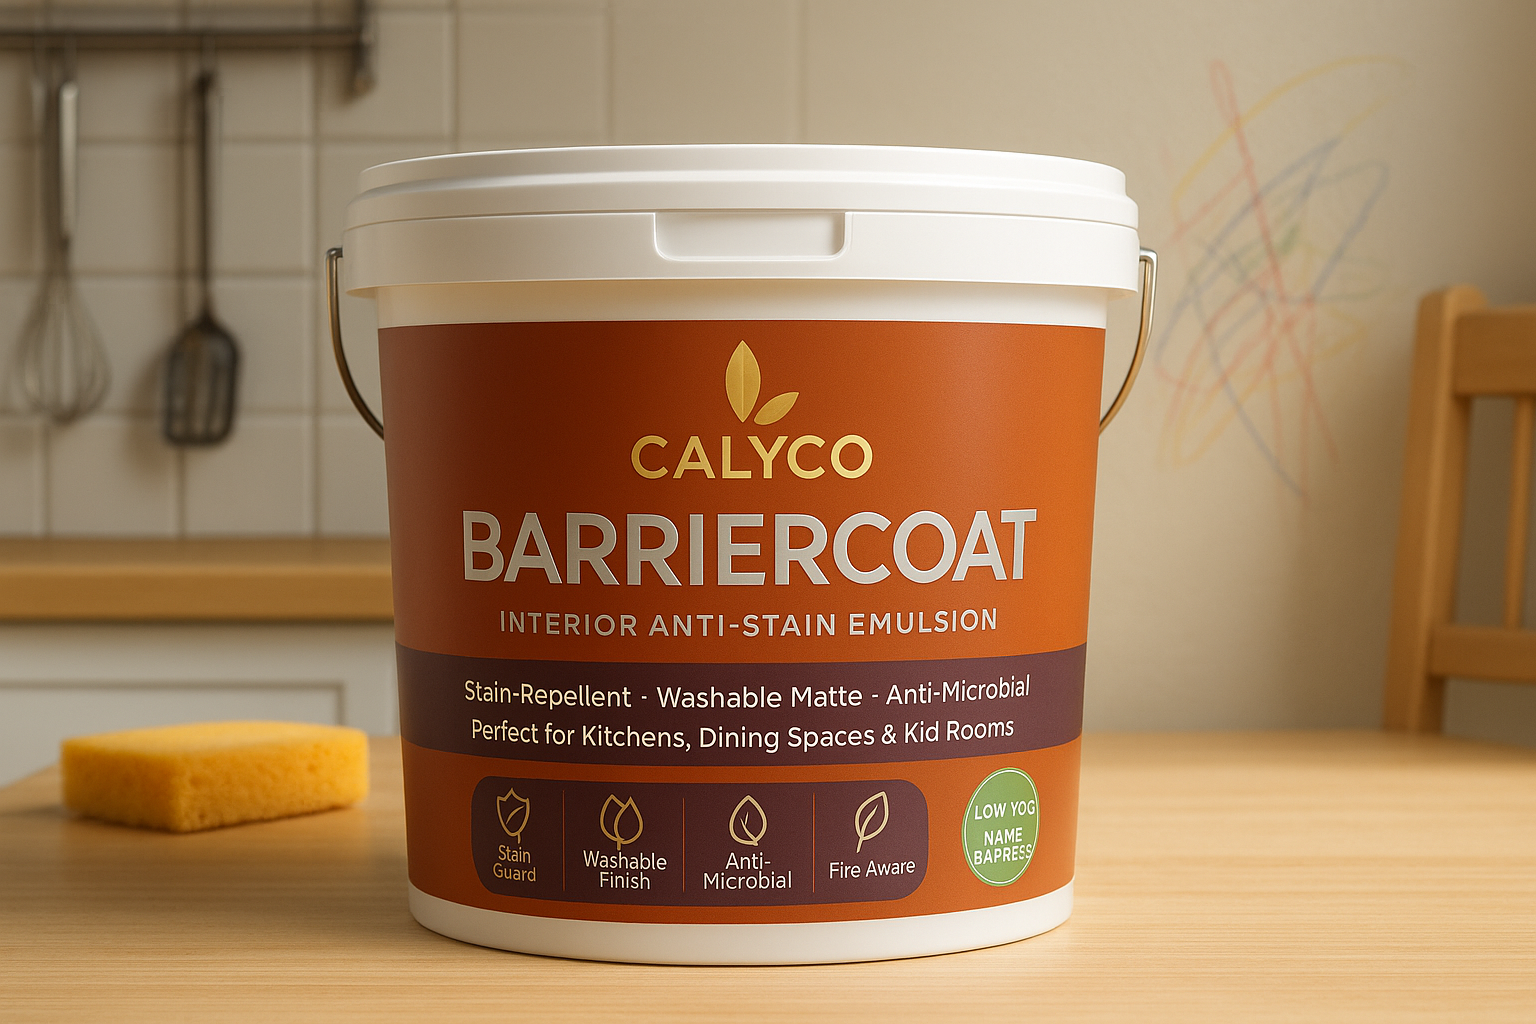 CALYCO
BARRIERCOAT
INTERIOR ANTI-STAIN EMULSION
Stain-Repellent - Washable Matte - Anti-Microbial
Perfect for Kitchens, Dining Spaces & Kid Rooms
Stain
Guard
Washable
Finish
Anti-
Microbial
Fire Aware
LOW YOG
NAME
BAPRESS